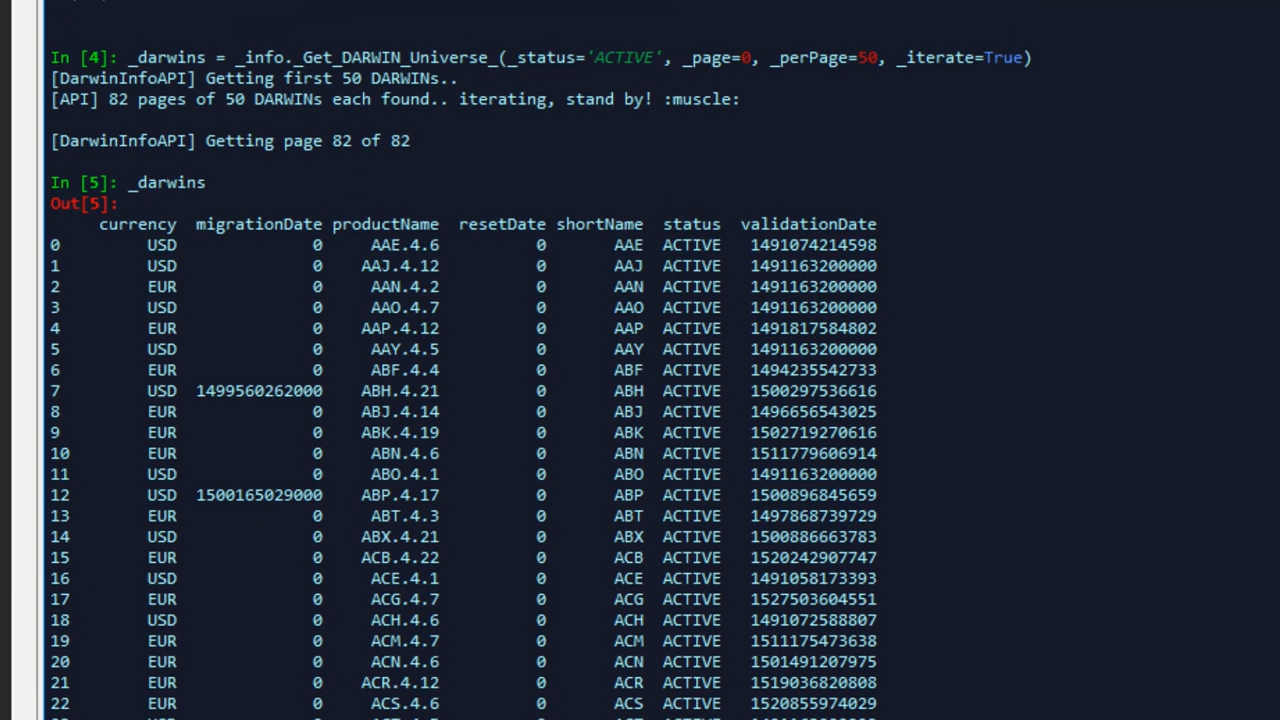 In [4]: _darwins = _info._Get_DARWIN_Universe_(_status='ACTIVE', _page=0, _perPage=50, _iterate=True)
[DarwinInfoAPI] Getting first 50 DARWINs..
[API] 82 pages of 50 DARWINs each found.. iterating, stand by! :muscle:
[DarwinInfoAPI] Getting page 82 of 82
In [5]: _darwins
Out[5]:
currency migrationDate productName resetDate shortName status validationDate
0 USD 0 AAE.4.6 0 AAE ACTIVE 1491074214598
1 USD 0 AAJ.4.12 0 AAJ ACTIVE 1491163200000
2 EUR 0 AAN.4.2 0 AAN ACTIVE 1491163200000
3 USD 0 AAO.4.7 0 AAO ACTIVE 1491163200000
4 EUR 0 AAP.4.12 0 AAP ACTIVE 1491817584802
5 USD 0 AAY.4.5 0 AAY ACTIVE 1491163200000
6 EUR 0 ABF.4.4 0 ABF ACTIVE 1494235542733
7 USD 1499560262000 ABH.4.21 0 ABH ACTIVE 1500297536616
8 EUR 0 ABJ.4.14 0 ABJ ACTIVE 1496656543025
9 EUR 0 ABK.4.19 0 ABK ACTIVE 1502719270616
10 EUR 0 ABN.4.6 0 ABN ACTIVE 1511779606914
11 USD 0 ABO.4.1 0 ABO ACTIVE 1491163200000
12 USD 1500165029000 ABP.4.17 0 ABP ACTIVE 1500896845659
13 EUR 0 ABT.4.3 0 ABT ACTIVE 1497868739729
14 USD 0 ABX.4.21 0 ABX ACTIVE 1500886663783
15 EUR 0 ACB.4.22 0 ACB ACTIVE 1520242907747
16 USD 0 ACE.4.1 0 ACE ACTIVE 1491058173393
17 EUR 0 ACG.4.7 0 ACG ACTIVE 1527503604551
18 USD 0 ACH.4.6 0 ACH ACTIVE 1491072588807
19 EUR 0 ACM.4.7 0 ACM ACTIVE 1511175473638
20 EUR 0 ACN.4.6 0 ACN ACTIVE 1501491207975
21 EUR 0 ACR.4.12 0 ACR ACTIVE 1519036820808
22 EUR 0 ACS.4.6 0 ACS ACTIVE 1520855974029